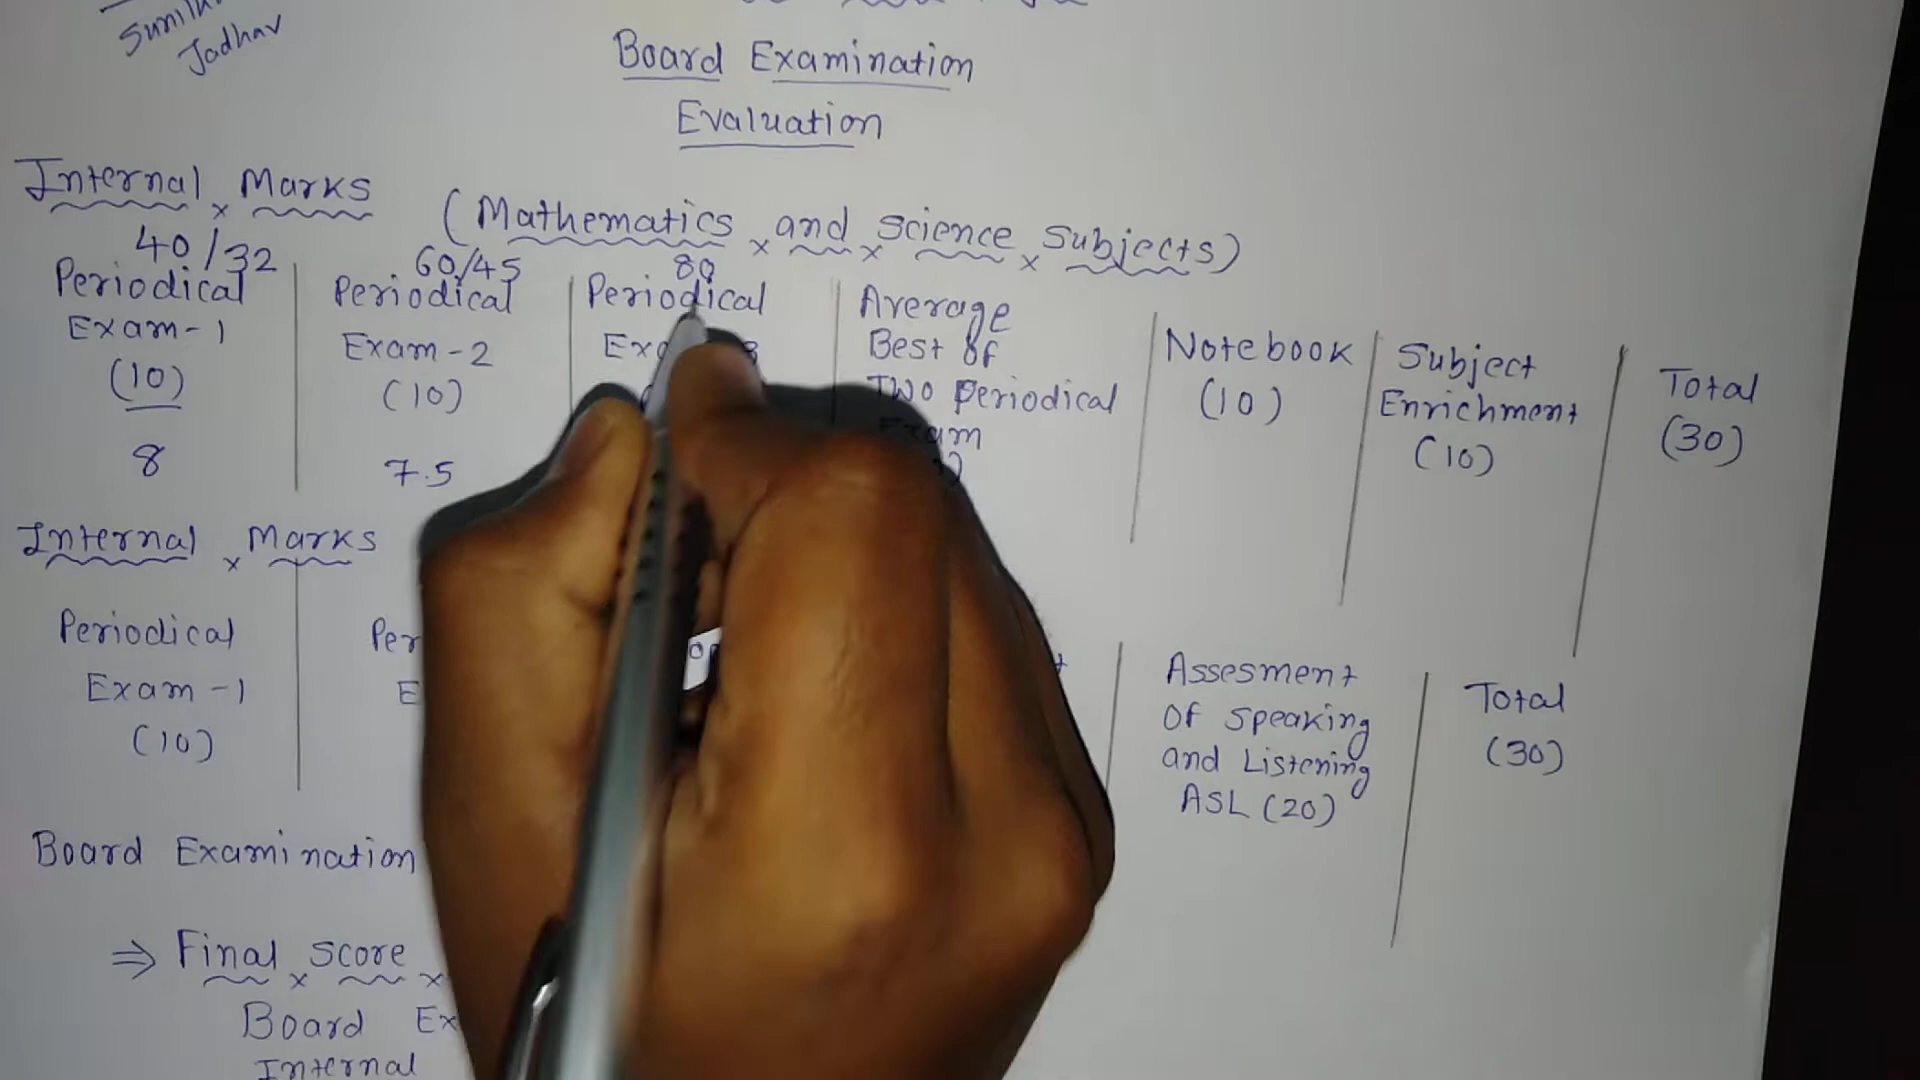 Jadhav
Board Examination
Evaluation
Internal Marks
(Mathematics and Science Subjects)
40/32
60/45
80
Periodical
Exam-1
(10)
8
Periodical
Exam-2
(10)
7.5
Periodical
Average
Best of
Two Periodical
Notebook
(10)
Subject
Enrichment
(10)
Total
(30)
Internal Marks
Periodical
Exam-1
(10)
Assesment
Of Speaking
and Listening
ASL (20)
Total
(30)
Board Examination
⇒ Final Score
Board
Internal